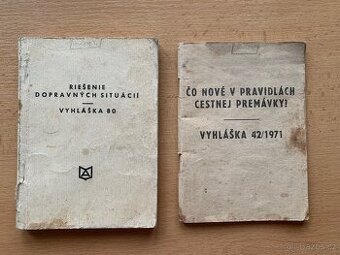 RIEŠENIE
DOPRAVNÝCH SITUÁCIÍ
VYHLÁŠKA 80
ČO NOVÉ V PRAVIDLÁCH
CESTNEJ PREMÁVKY?
VYHLÁŠKA 42/1971